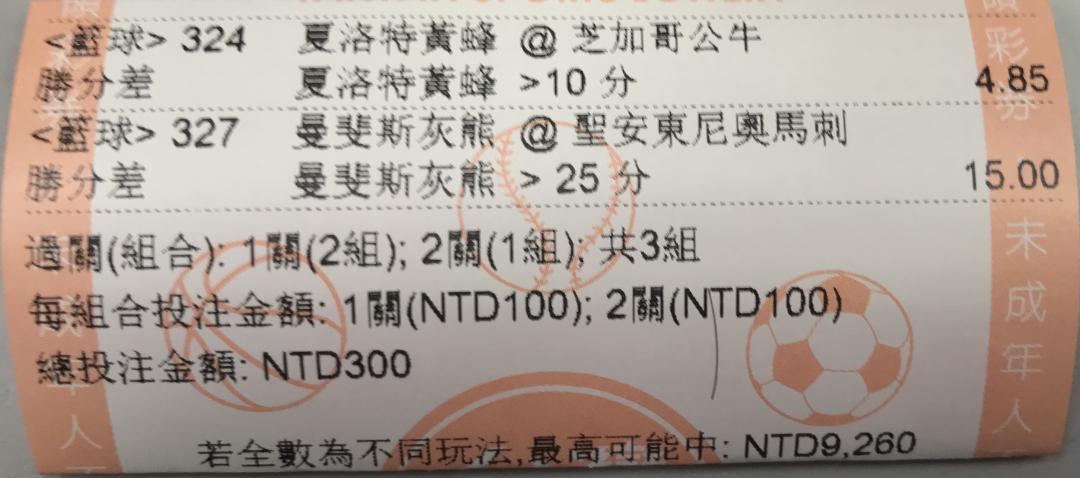 <籃球> 324 夏洛特黃蜂 @ 芝加哥公牛
勝分差 夏洛特黃蜂 >10 分 4.85
<籃球> 327 曼斐斯灰熊 @ 聖安東尼奧馬刺
勝分差 曼斐斯灰熊 > 25 分 15.00
過關(組合): 1關(2組); 2關(1組); 共3組
每組合投注金額: 1關(NTD100); 2關(NTD100)
總投注金額: NTD300
若全數為不同玩法,最高可能中: NTD9,260
未成年人